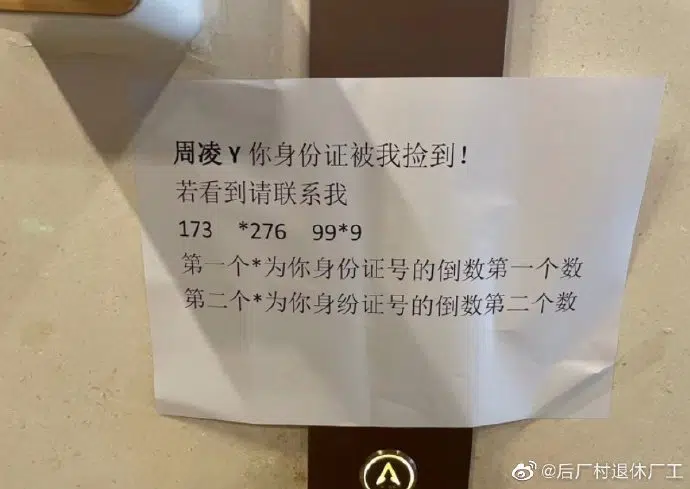 周凌Y 你身份证被我捡到！
若看到请联系我
173 *276 99*9
第一个*为你身份证号的倒数第一个数
第二个*为你身纷证号的倒数第二个数
@后厂村退休厂工